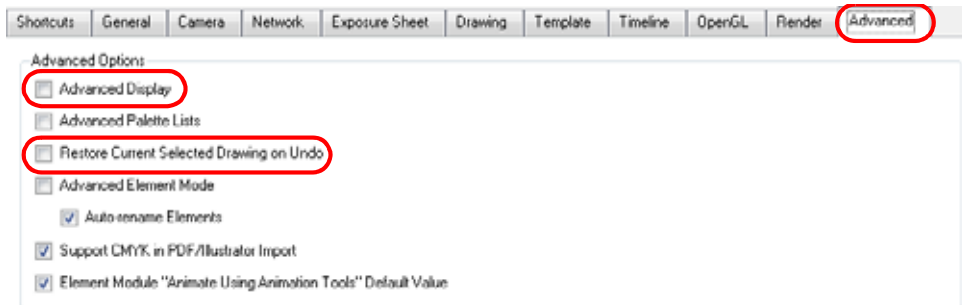 Shortcuts General Camera Network Exposure Sheet Drawing Template Timeline OpenGL Render Advanced
Advanced Options
Advanced Display
Advanced Palette Lists
Restore Current Selected Drawing on Undo
Advanced Element Mode
Auto-rename Elements
Support CMYK in PDF/Illustrator Import
Element Module "Animate Using Animation Tools" Default Value